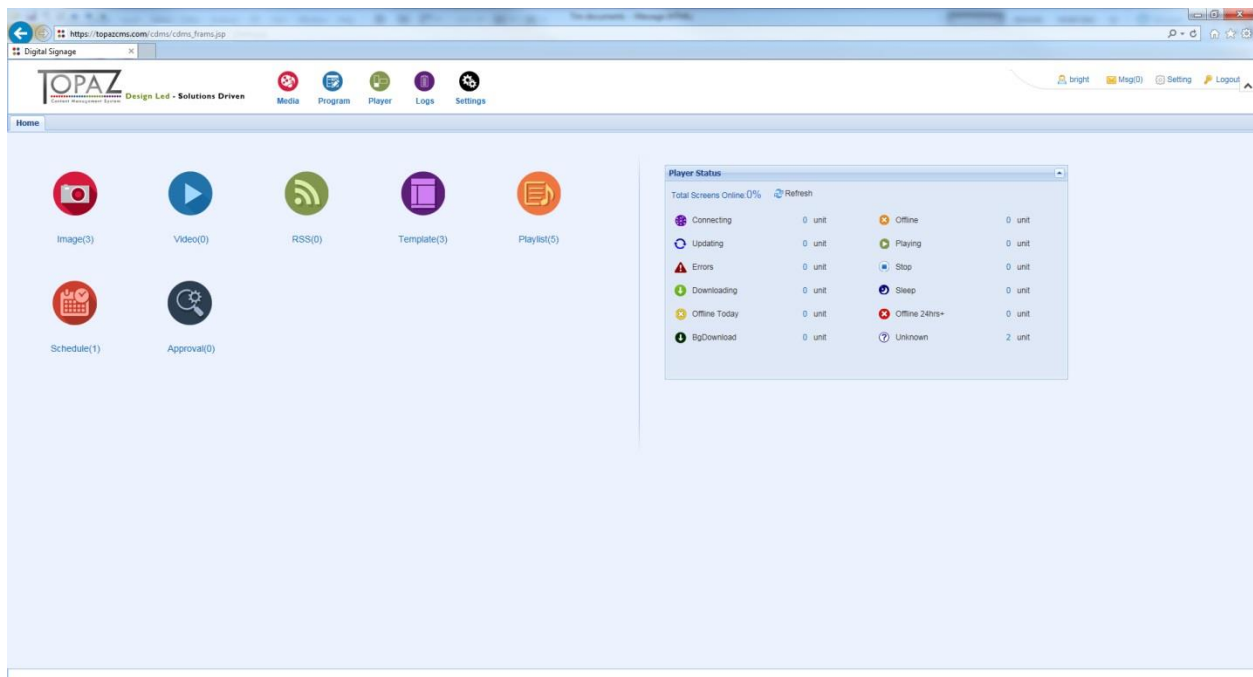 https://topazcms.com/cdms/cdms_frams.jsp
Digital Signage
TOPAZ
Content Management System
Design Led - Solutions Driven
Media Program Player Logs Settings
bright Msg(0) Setting Logout
Home
Image(3) Video(0) RSS(0) Template(3) Playlist(5)
Schedule(1) Approval(0)
Player Status
Total Screens Online:0% Refresh
Connecting 0 unit Offline 0 unit
Updating 0 unit Playing 0 unit
Errors 0 unit Stop 0 unit
Downloading 0 unit Sleep 0 unit
Offline Today 0 unit Offline 24hrs+ 0 unit
BgDownload 0 unit Unknown 2 unit